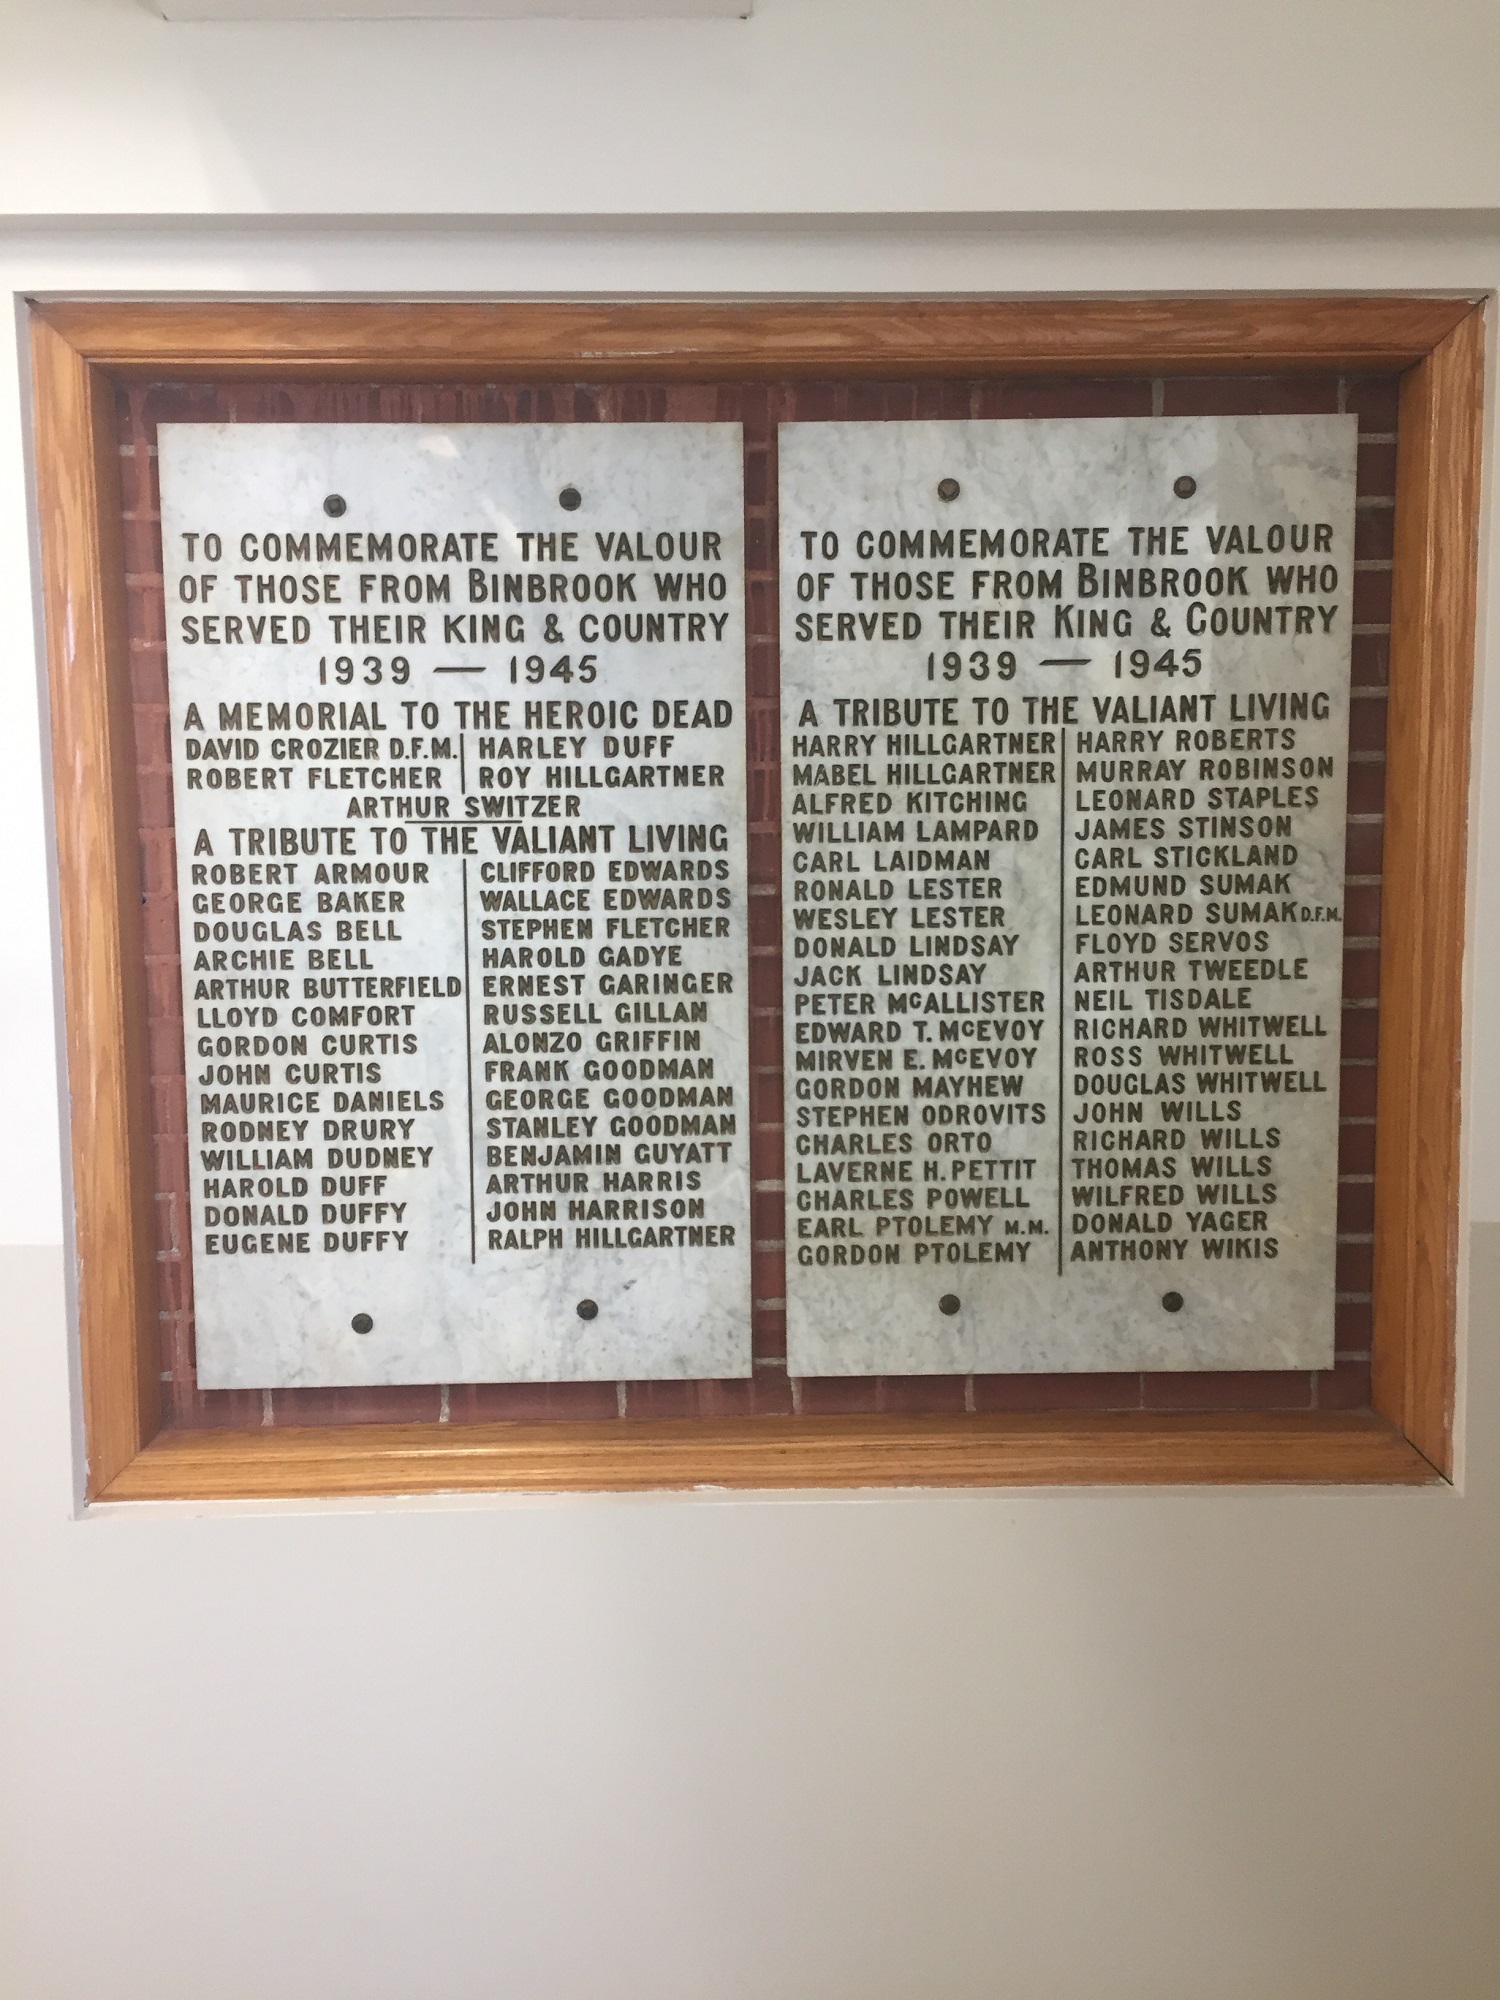 TO COMMEMORATE THE VALOUR
OF THOSE FROM BINBROOK WHO
SERVED THEIR KING & COUNTRY
1939 — 1945
A MEMORIAL TO THE HEROIC DEAD
DAVID CROZIER D.F.M.
ROBERT FLETCHER
HARLEY DUFF
ROY HILLGARTNER
ARTHUR SWITZER
A TRIBUTE TO THE VALIANT LIVING
ROBERT ARMOUR
GEORGE BAKER
DOUGLAS BELL
ARCHIE BELL
ARTHUR BUTTERFIELD
LLOYD COMFORT
GORDON CURTIS
JOHN CURTIS
MAURICE DANIELS
RODNEY DRURY
WILLIAM DUDNEY
HAROLD DUFF
DONALD DUFFY
EUGENE DUFFY
CLIFFORD EDWARDS
WALLACE EDWARDS
STEPHEN FLETCHER
HAROLD GADYE
ERNEST GARINGER
RUSSELL GILLAN
ALONZO GRIFFIN
FRANK GOODMAN
GEORGE GOODMAN
STANLEY GOODMAN
BENJAMIN GUYATT
ARTHUR HARRIS
JOHN HARRISON
RALPH HILLGARTNER
TO COMMEMORATE THE VALOUR
OF THOSE FROM BINBROOK WHO
SERVED THEIR KING & COUNTRY
1939 — 1945
A TRIBUTE TO THE VALIANT LIVING
HARRY HILLGARTNER
MABEL HILLGARTNER
ALFRED KITCHING
WILLIAM LAMPARD
CARL LAIDMAN
RONALD LESTER
WESLEY LESTER
DONALD LINDSAY
JACK LINDSAY
PETER McALLISTER
EDWARD T. McEVOY
MIRVEN E. McEVOY
GORDON MAYHEW
STEPHEN ODROVITS
CHARLES ORTO
LAVERNE H. PETTIT
CHARLES POWELL
EARL PTOLEMY M.M.
GORDON PTOLEMY
HARRY ROBERTS
MURRAY ROBINSON
LEONARD STAPLES
JAMES STINSON
CARL STICKLAND
EDMUND SUMAK
LEONARD SUMAK D.F.M.
FLOYD SERVOS
ARTHUR TWEEDLE
NEIL TISDALE
RICHARD WHITWELL
ROSS WHITWELL
DOUGLAS WHITWELL
JOHN WILLS
RICHARD WILLS
THOMAS WILLS
WILFRED WILLS
DONALD YAGER
ANTHONY WIKIS